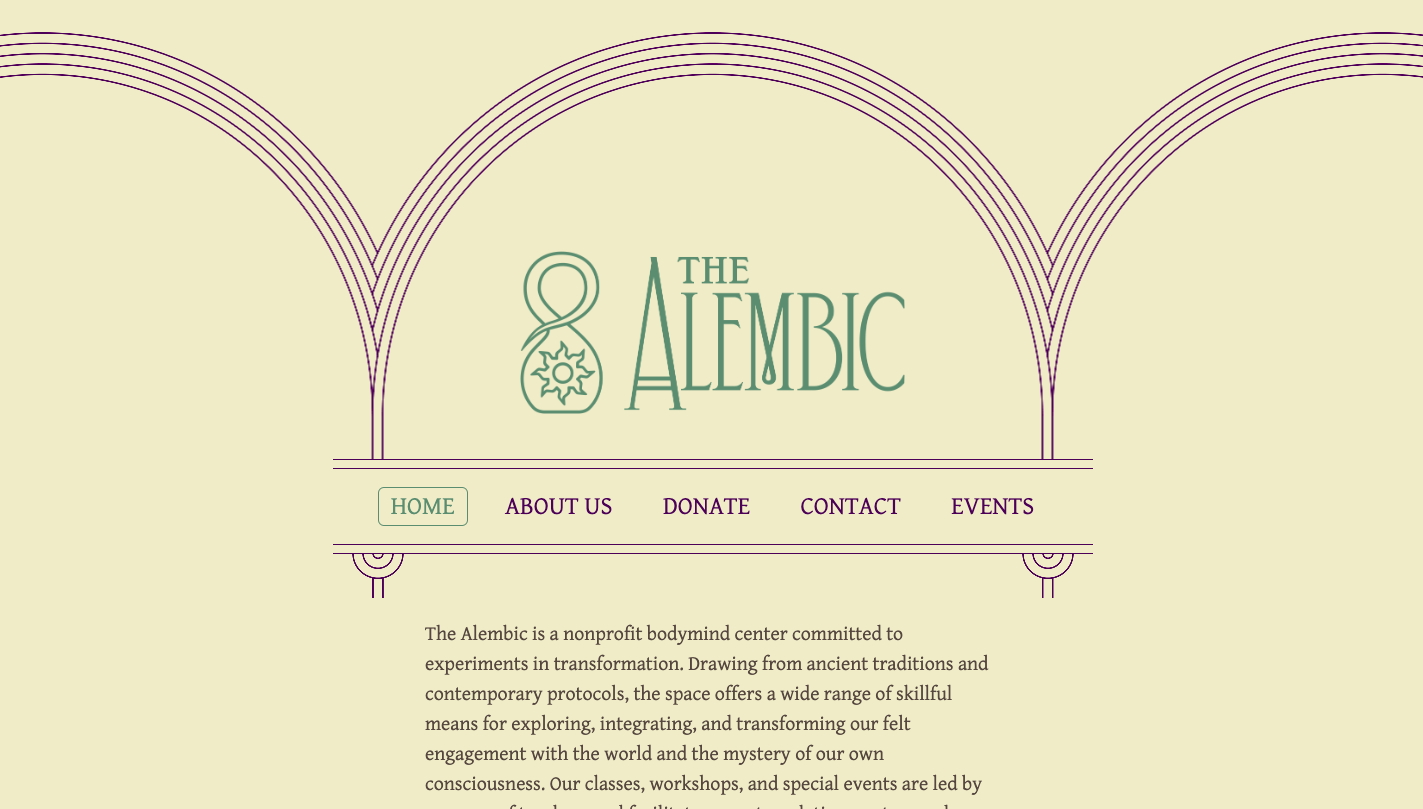 THE
ALEMBIC
HOME ABOUT US DONATE CONTACT EVENTS
The Alembic is a nonprofit bodymind center committed to
experiments in transformation. Drawing from ancient traditions and
contemporary protocols, the space offers a wide range of skillful
means for exploring, integrating, and transforming our felt
engagement with the world and the mystery of our own
consciousness. Our classes, workshops, and special events are led by